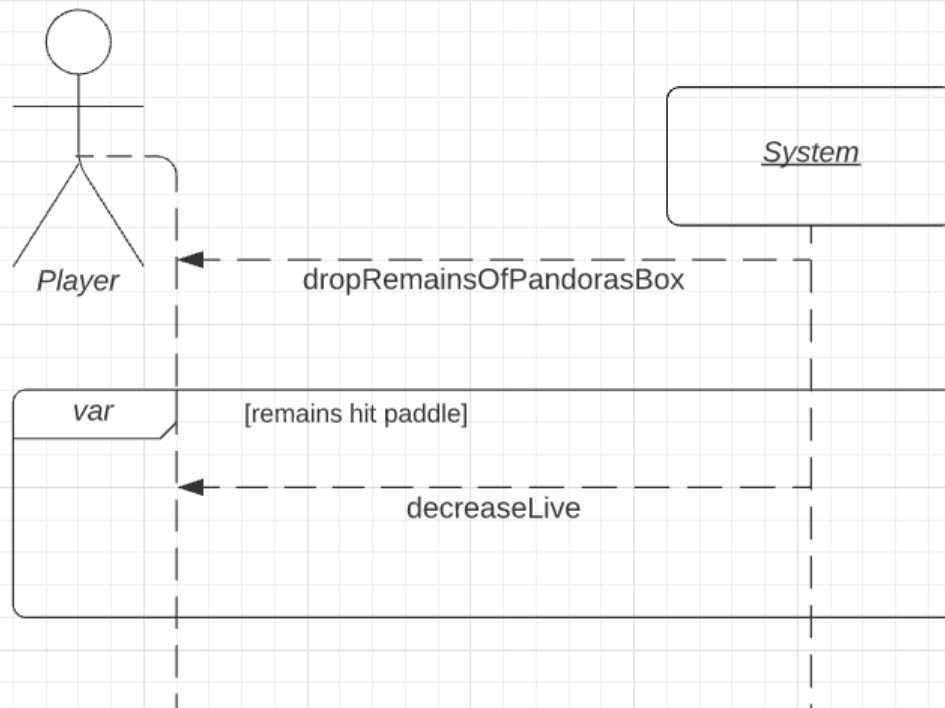 System
Player
dropRemainsOfPandorasBox
var
[remains hit paddle]
decreaseLive